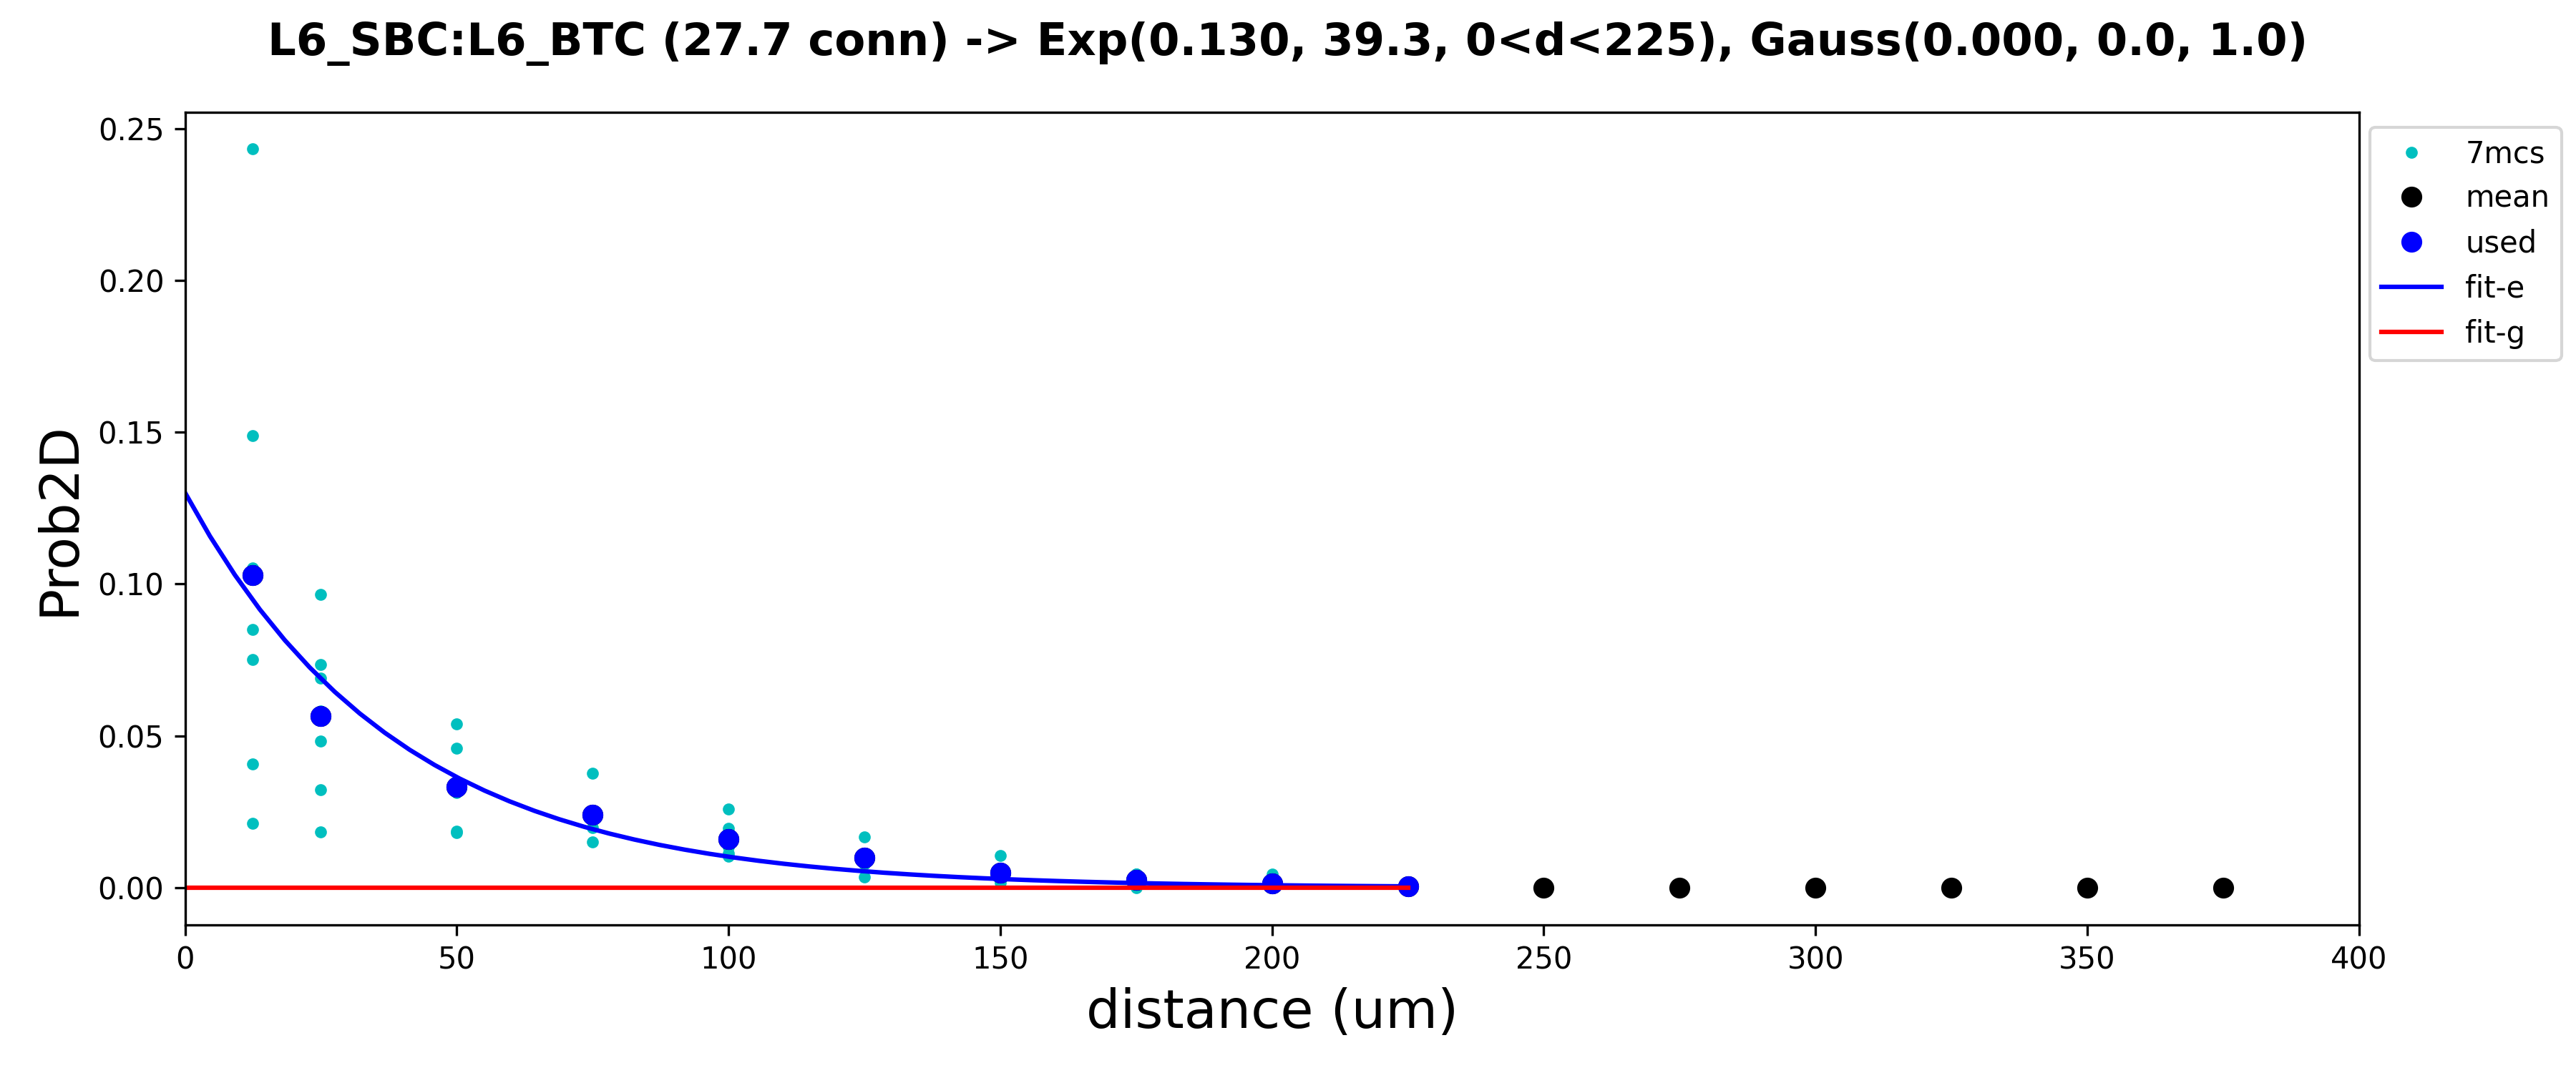 L6_SBC:L6_BTC (27.7 conn) -> Exp(0.130, 39.3, 0<d<225), Gauss(0.000, 0.0, 1.0)
0.25
0.20
0.15
0.10
0.05
0.00
Prob2D
0 50 100 150 200 250 300 350 400
distance (um)
7mcs
mean
used
fit-e
fit-g